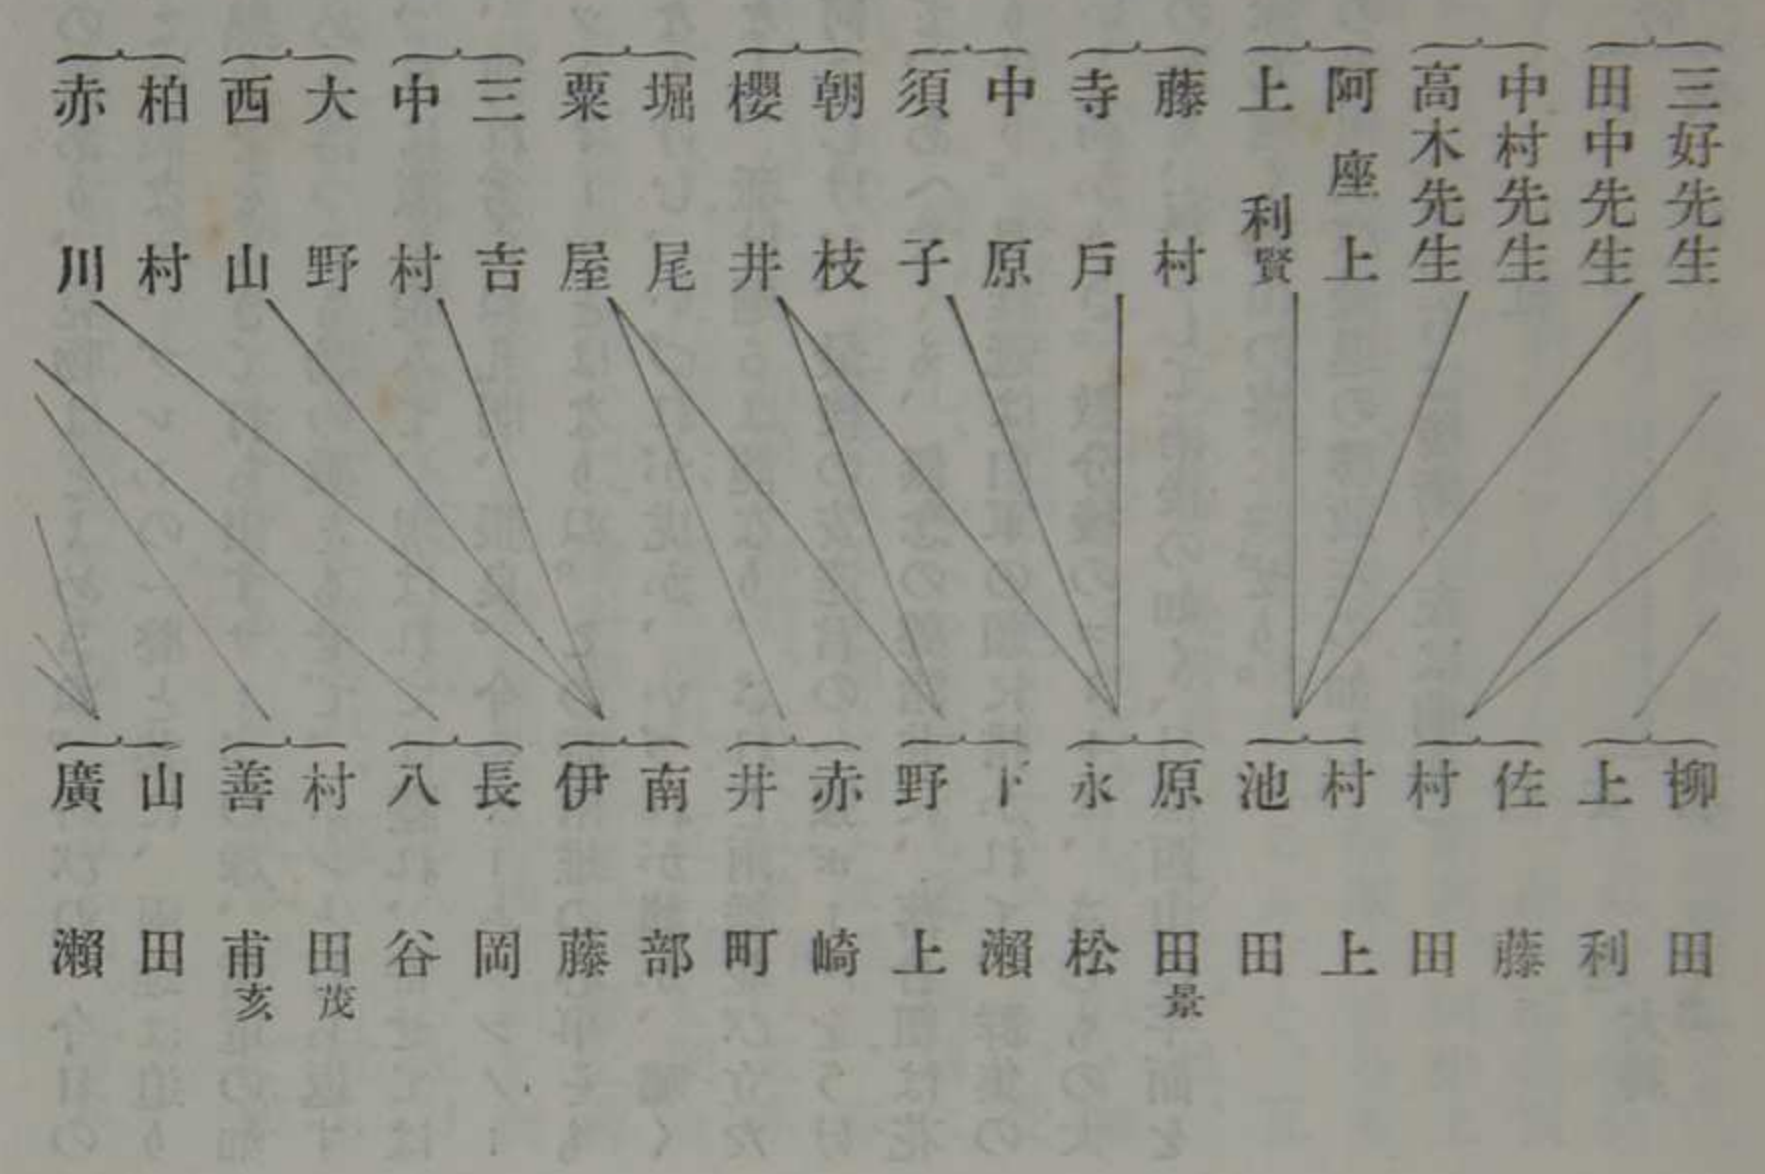 三好先生
田中先生
中村先生
高木先生
阿座上
上利賢
藤村
寺戸
中原
須子
朝枝
櫻井
堀尾
粟屋
三吉
中村
大野
西山
柏村
赤川
柳田
上利
佐藤
村田
村上
池田
原田景
永松
下瀬
野上
赤崎
井町
南部
伊藤
長岡
八谷
村田茂
善甫亥
山田
廣瀨